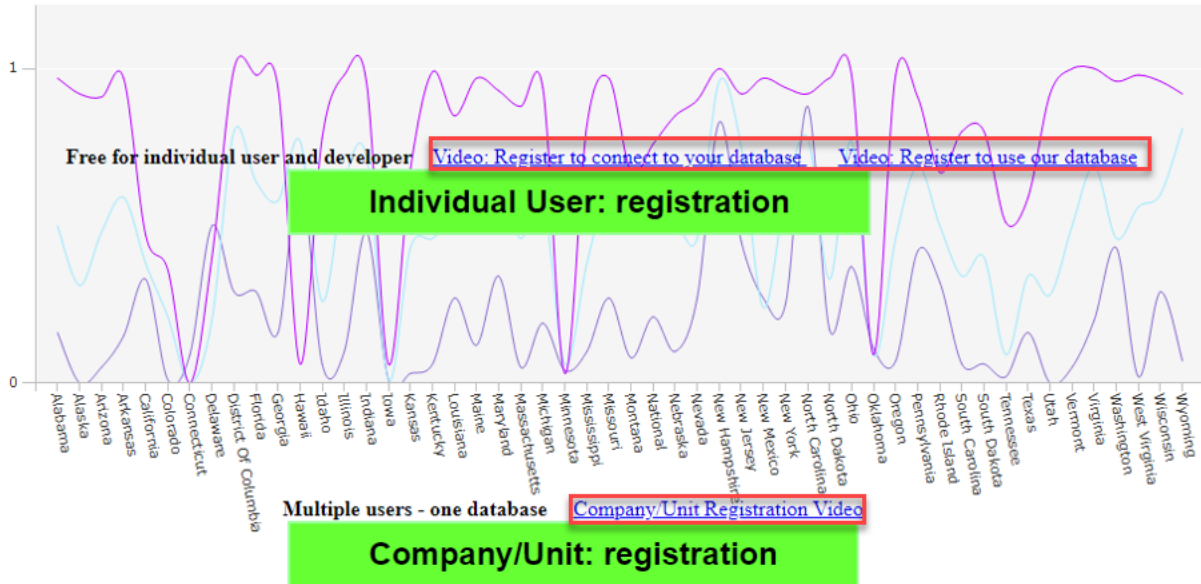 1
Free for individual user and developer Video: Register to connect to your database Video: Register to use our database
Individual User: registration
0
Alabama
Alaska
Arizona
Arkansas
California
Colorado
Connecticut
Delaware
District Of Columbia
Florida
Georgia
Hawaii
Idaho
Illinois
Indiana
Iowa
Kansas
Kentucky
Louisiana
Maine
Maryland
Massachusetts
Michigan
Minnesota
Mississippi
Missouri
Montana
National
Nebraska
Nevada
New Hampshire
New Jersey
New Mexico
New York
North Carolina
North Dakota
Ohio
Oklahoma
Oregon
Pennsylvania
Rhode Island
South Carolina
South Dakota
Tennessee
Texas
Utah
Vermont
Virginia
Washington
West Virginia
Wisconsin
Wyoming
Multiple users - one database Company/Unit Registration Video
Company/Unit: registration